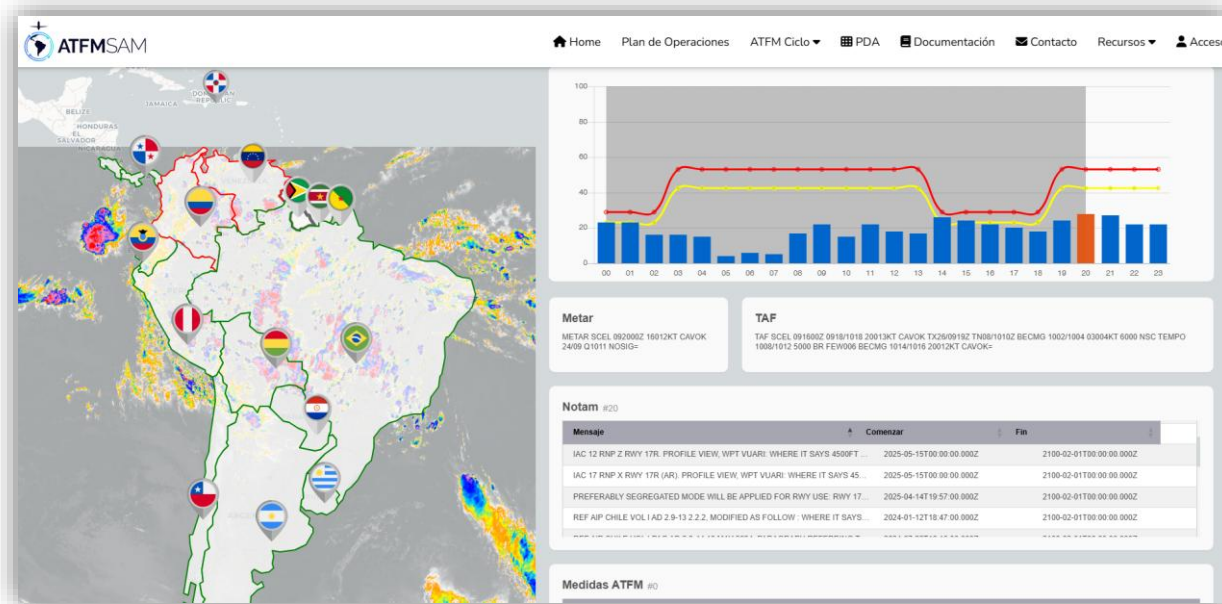 ATFMSAM
Home Plan de Operaciones ATFM Ciclo PDA Documentación Contacto Recursos Acceso
BELIZE
HONDURAS
EL
SALVADOR
NICARAGUA
JAMAICA
DOMINICAN
REPUBLIC
100
80
60
40
20
0
00 01 02 03 04 05 06 07 08 09 10 11 12 13 14 15 16 17 18 19 20 21 22 23
Metar
METAR SCEL 092000Z 16012KT CAVOK
24/09 Q1011 NOSIG=
TAF
TAF SCEL 091600Z 0918/1018 20013KT CAVOK TX26/0919Z TN08/1010Z BECMG 1002/1004 03004KT 6000 NSC TEMPO
1008/1012 5000 BR FEW006 BECMG 1014/1016 20012KT CAVOK=
Notam #20
Mensaje Comenzar Fin
IAC 12 RNP Z RWY 17R. PROFILE VIEW, WPT VUARI: WHERE IT SAYS 4500FT ... 2025-05-15T00:00:00.000Z 2100-02-01T00:00:00.000Z
IAC 17 RNP X RWY 17R (AR). PROFILE VIEW, WPT VUARI: WHERE IT SAYS 45... 2025-05-15T00:00:00.000Z 2100-02-01T00:00:00.000Z
PREFERABLY SEGREGATED MODE WILL BE APPLIED FOR RWY USE: RWY 17... 2025-04-14T19:57:00.000Z 2100-02-01T00:00:00.000Z
REF AIP CHILE VOL I AD 2.9-13 2.2.2, MODIFIED AS FOLLOW : WHERE IT SAYS... 2024-01-12T18:47:00.000Z 2100-02-01T00:00:00.000Z
Medidas ATFM #0